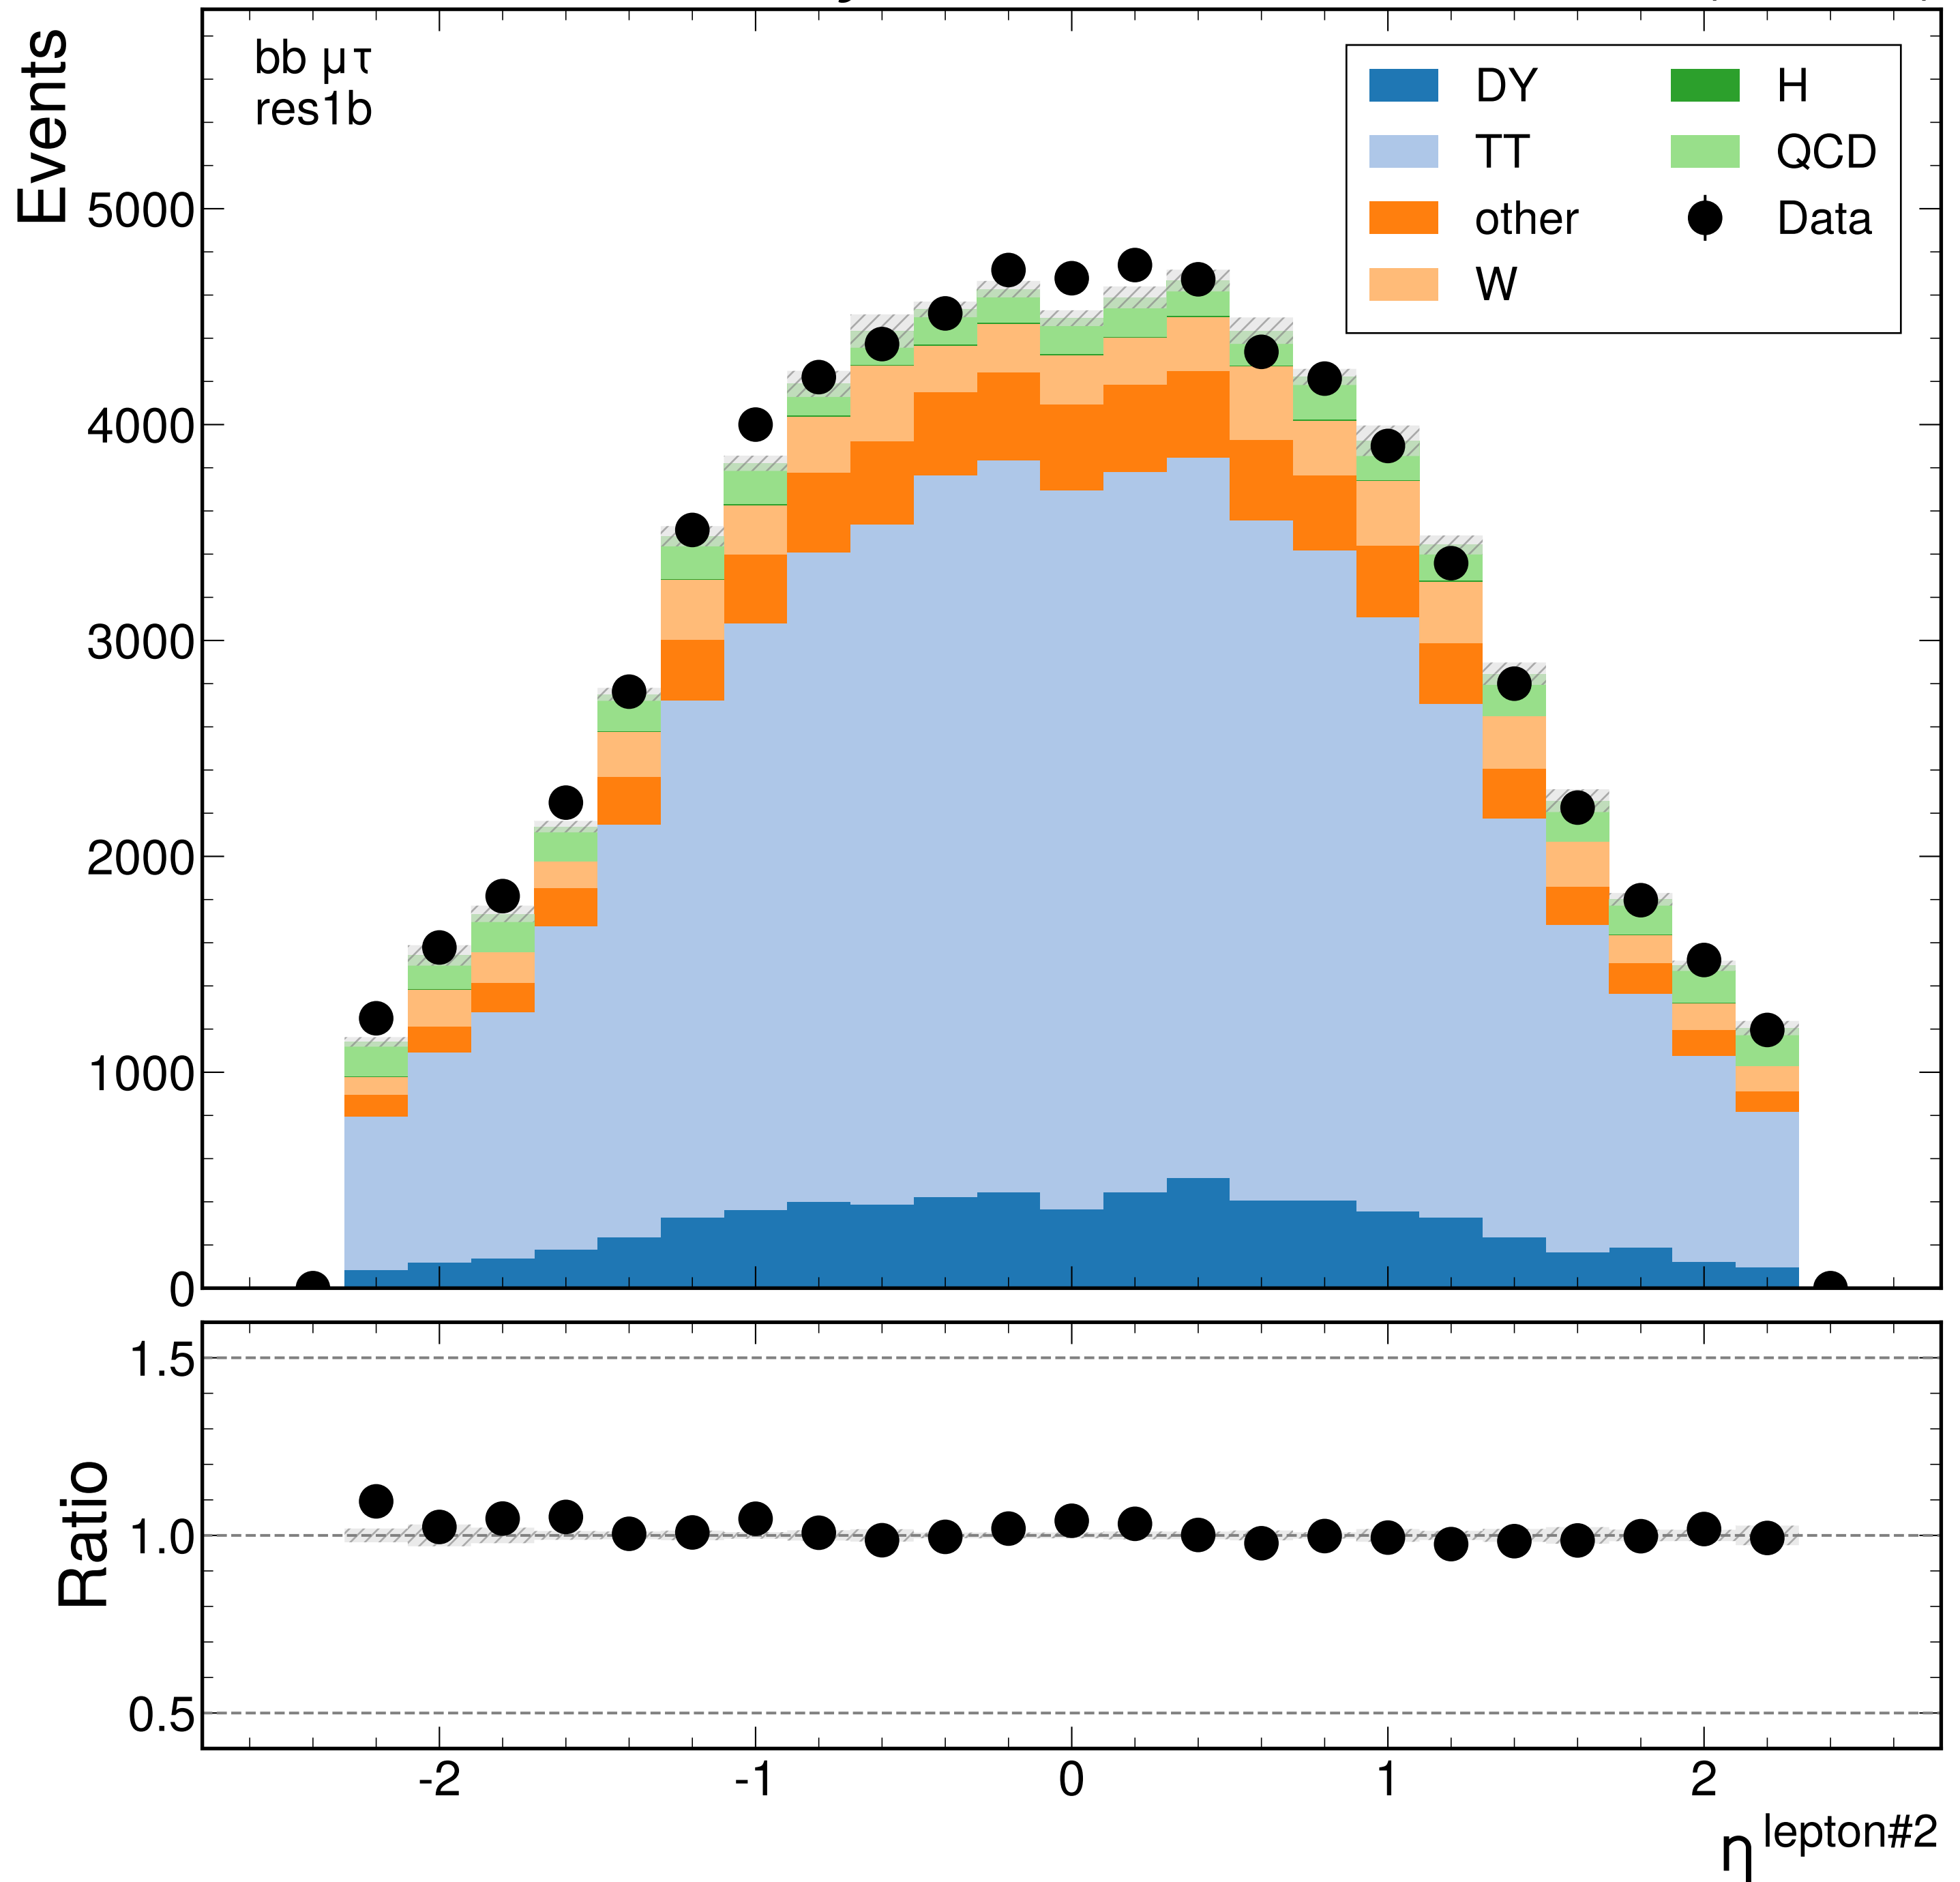 Events
bb μτ
res1b
DY
TT
other
W
H
QCD
Data
5000
4000
3000
2000
1000
0
Ratio
1.5
1.0
0.5
-2 -1 0 1 2
η lepton#2